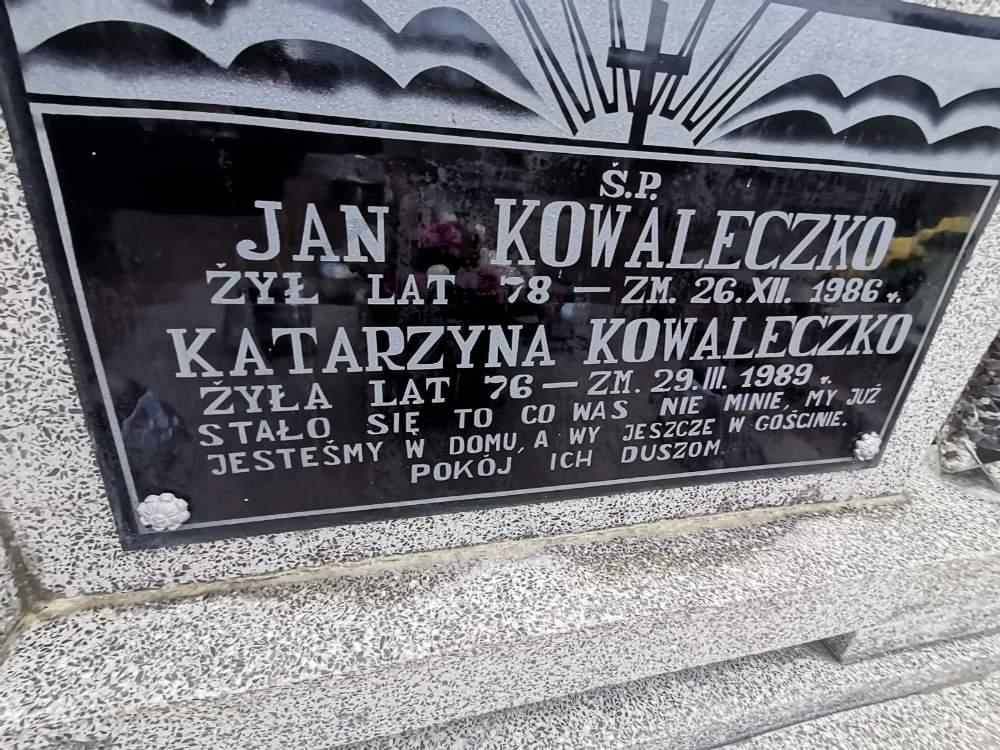 Ś.P.
JAN KOWALECZKO
ŻYŁ LAT 78 — ZM. 26.XII. 1986 r.
KATARZYNA KOWALECZKO
ŻYŁA LAT 76 — ZM. 29.III. 1989 r.
STAŁO SIĘ TO CO WAS NIE MINIE, MY JUŻ
JESTEŚMY W DOMU, A WY JESZCZE W GOŚCINIE.
POKÓJ ICH DUSZOM